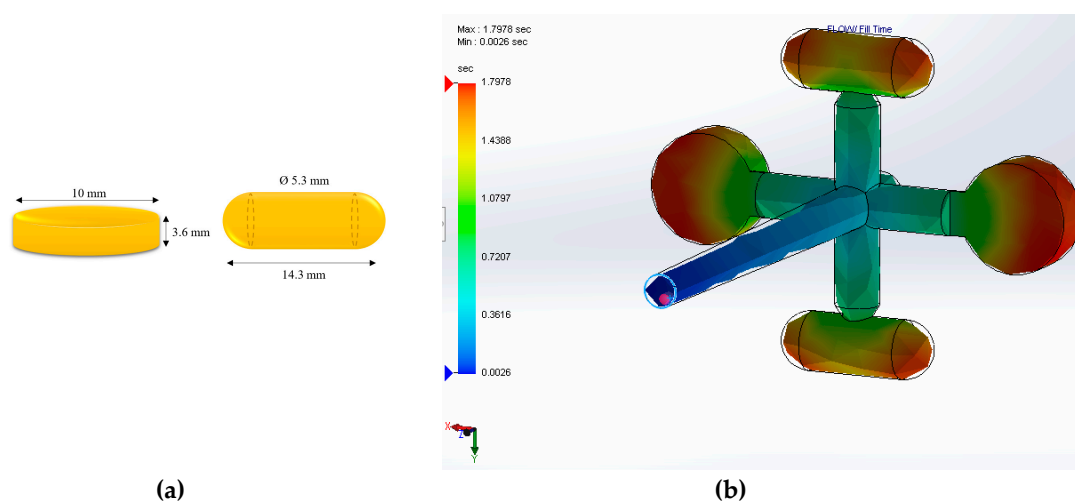 10 mm
3.6 mm
Ø 5.3 mm
14.3 mm
(a)
Max : 1.7978 sec
Min : 0.0026 sec
FLOW/ Fill Time
sec
1.7978
1.4388
1.0797
0.7207
0.3616
0.0026
X
Z
Y
(b)